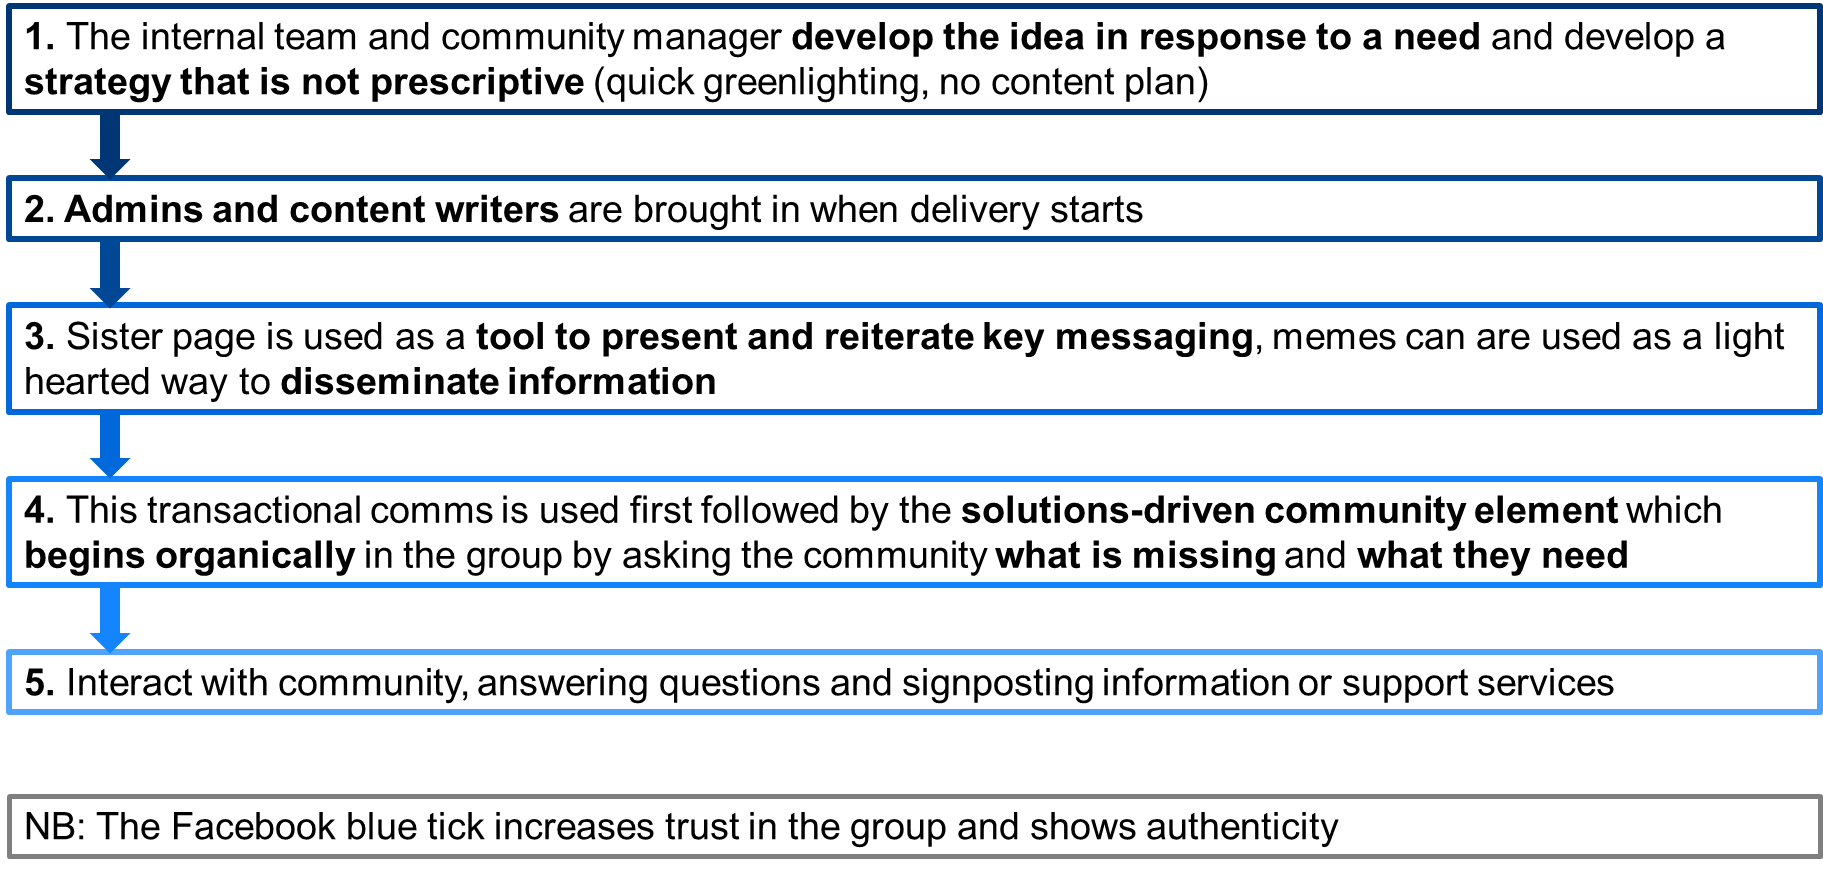 1. The internal team and community manager develop the idea in response to a need and develop a
strategy that is not prescriptive (quick greenlighting, no content plan)
2. Admins and content writers are brought in when delivery starts
3. Sister page is used as a tool to present and reiterate key messaging, memes can are used as a light
hearted way to disseminate information
4. This transactional comms is used first followed by the solutions-driven community element which
begins organically in the group by asking the community what is missing and what they need
5. Interact with community, answering questions and signposting information or support services
NB: The Facebook blue tick increases trust in the group and shows authenticity